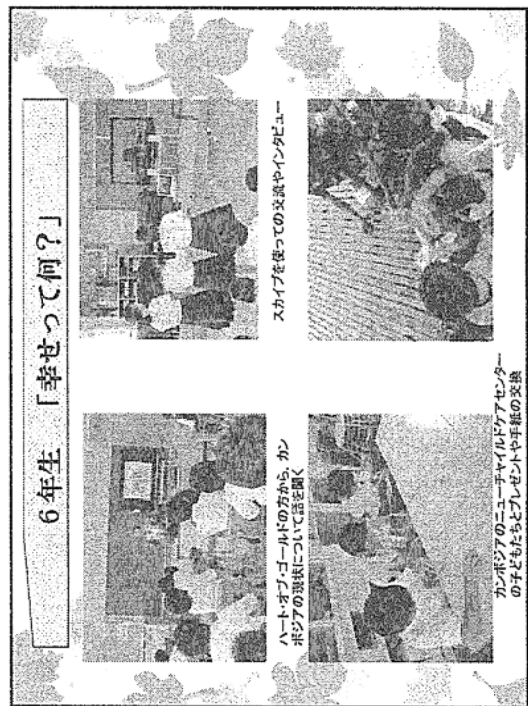 6年生 「幸せって何？」
ハート・オブ・ゴールドの方から、カン
ボジアの現状について話を聞く
スカイプを使っての交流やインタビュー
カンボジアのニューチャイルドケアセンター
の子どもたちとプレゼントや手紙の交換